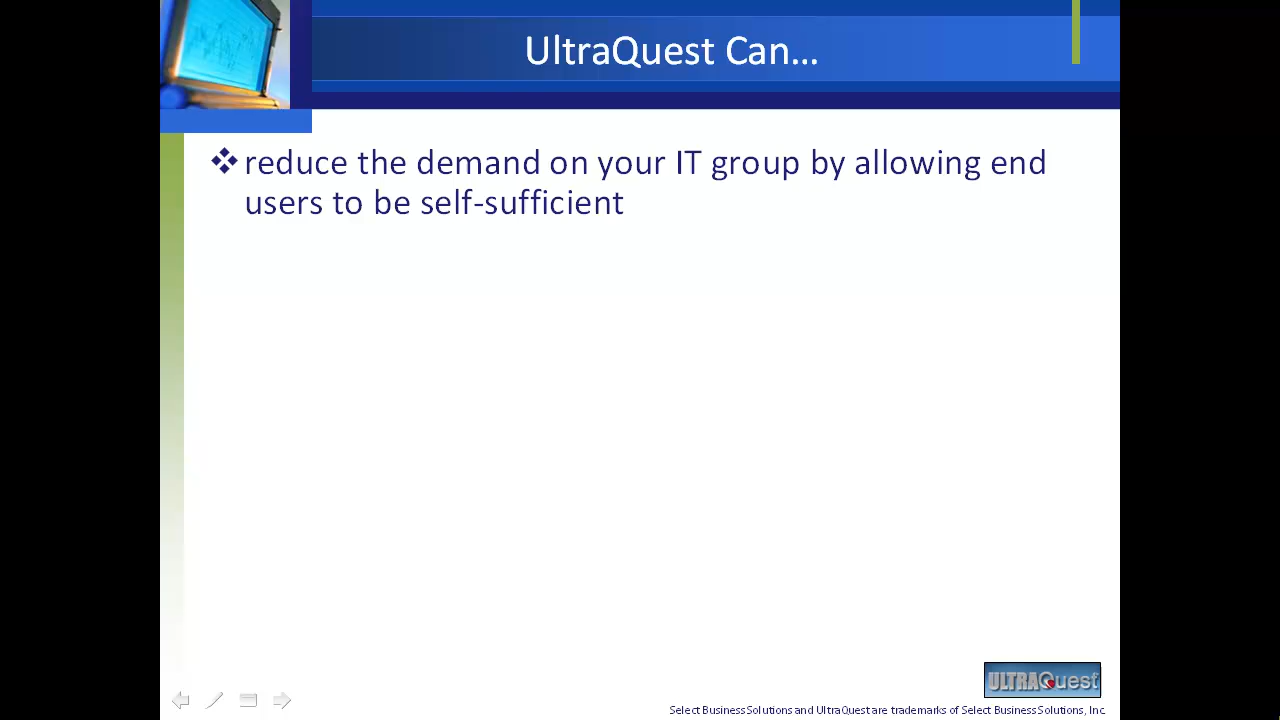 UltraQuest Can...
reduce the demand on your IT group by allowing end
users to be self-sufficient
ULTRAQuest
Select Business Solutions and UltraQuest are trademarks of Select Business Solutions, Inc.